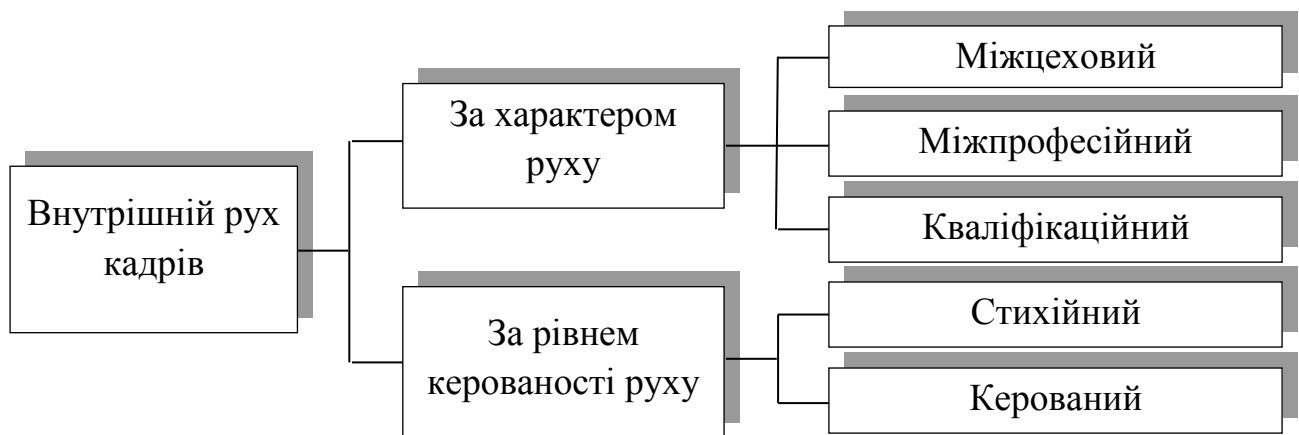 Внутрішній рух
кадрів
За характером
руху
Міжцеховий
Міжпрофесійний
Кваліфікаційний
За рівнем
керованості руху
Стихійний
Керований